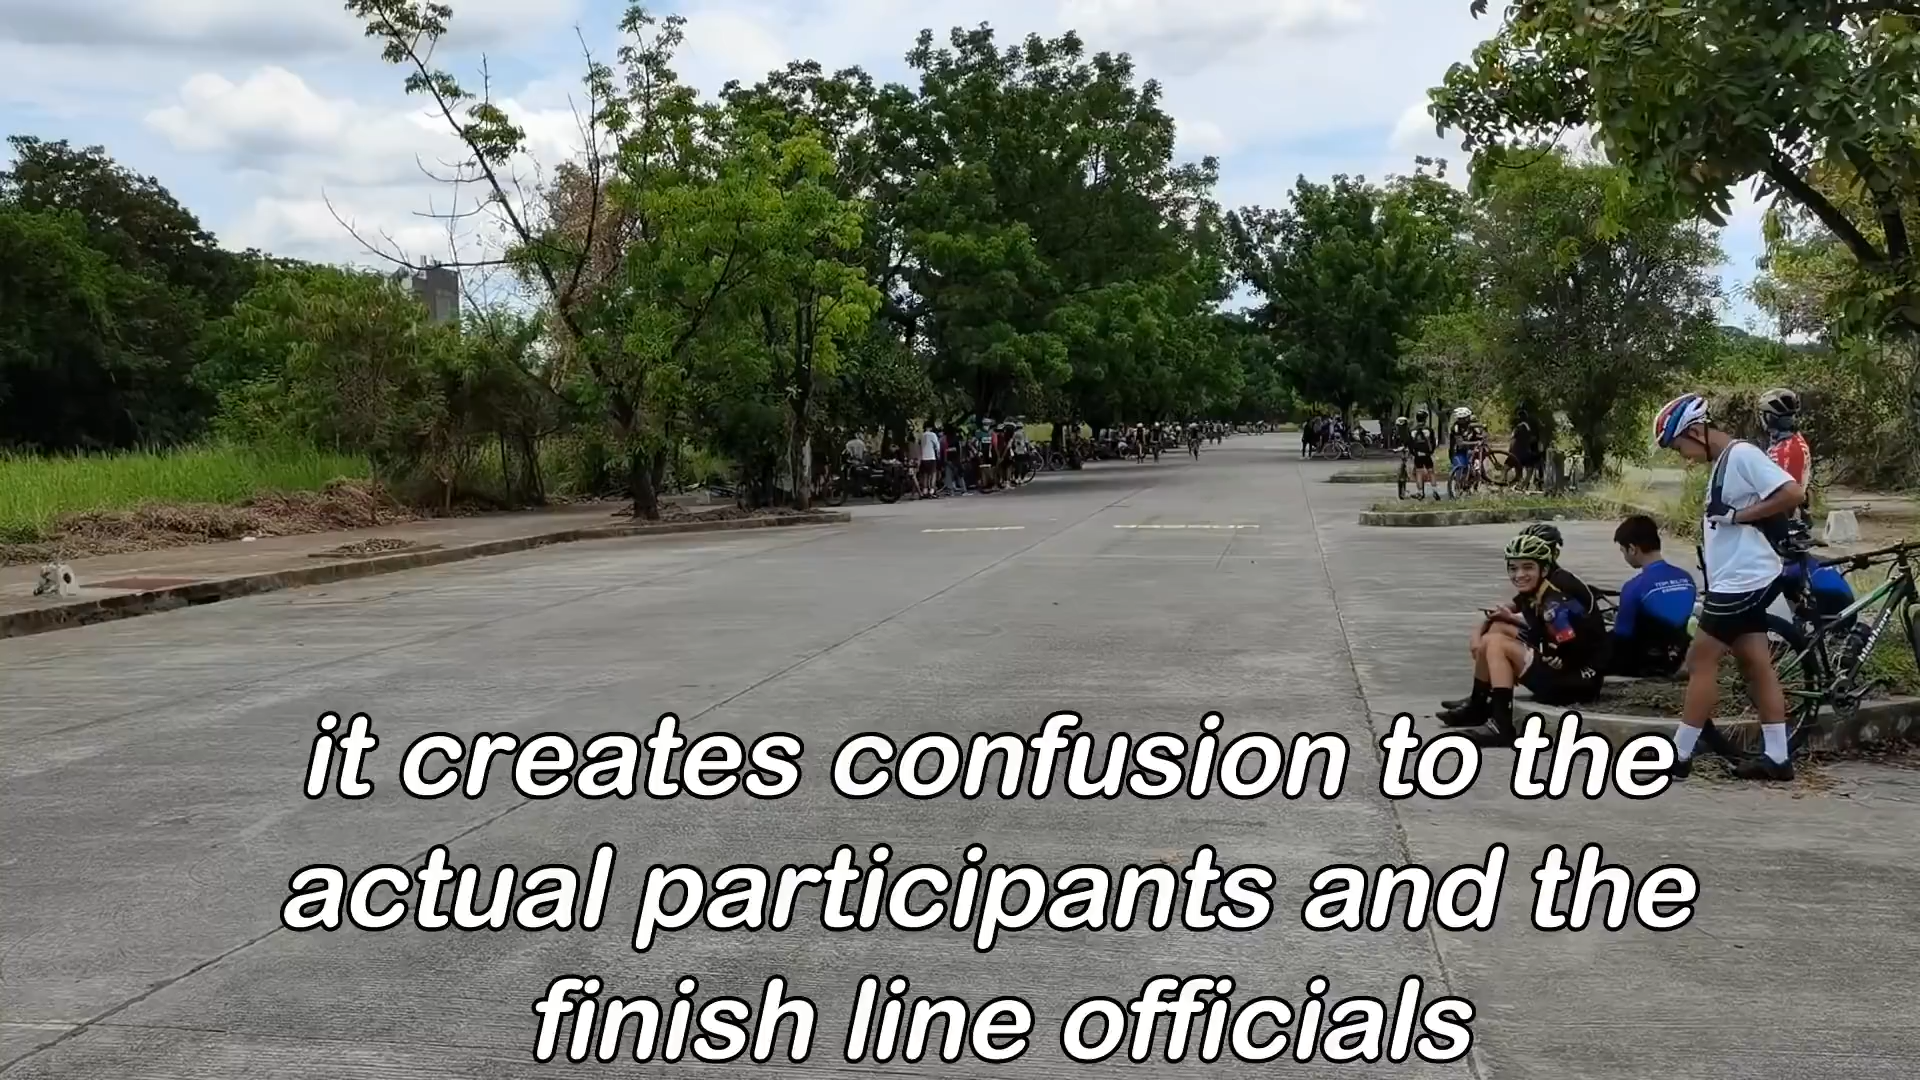 it creates confusion to the
actual participants and the
finish line officials